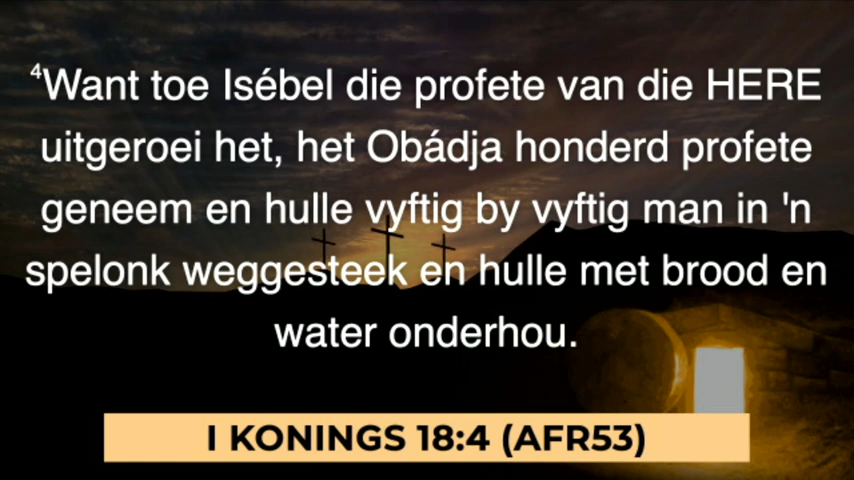 ⁴Want toe Isébel die profete van die HERE
uitgeroei het, het Obádja honderd profete
geneem en hulle vyftig by vyftig man in 'n
spelonk weggesteek en hulle met brood en
water onderhou.
I KONINGS 18:4 (AFR53)